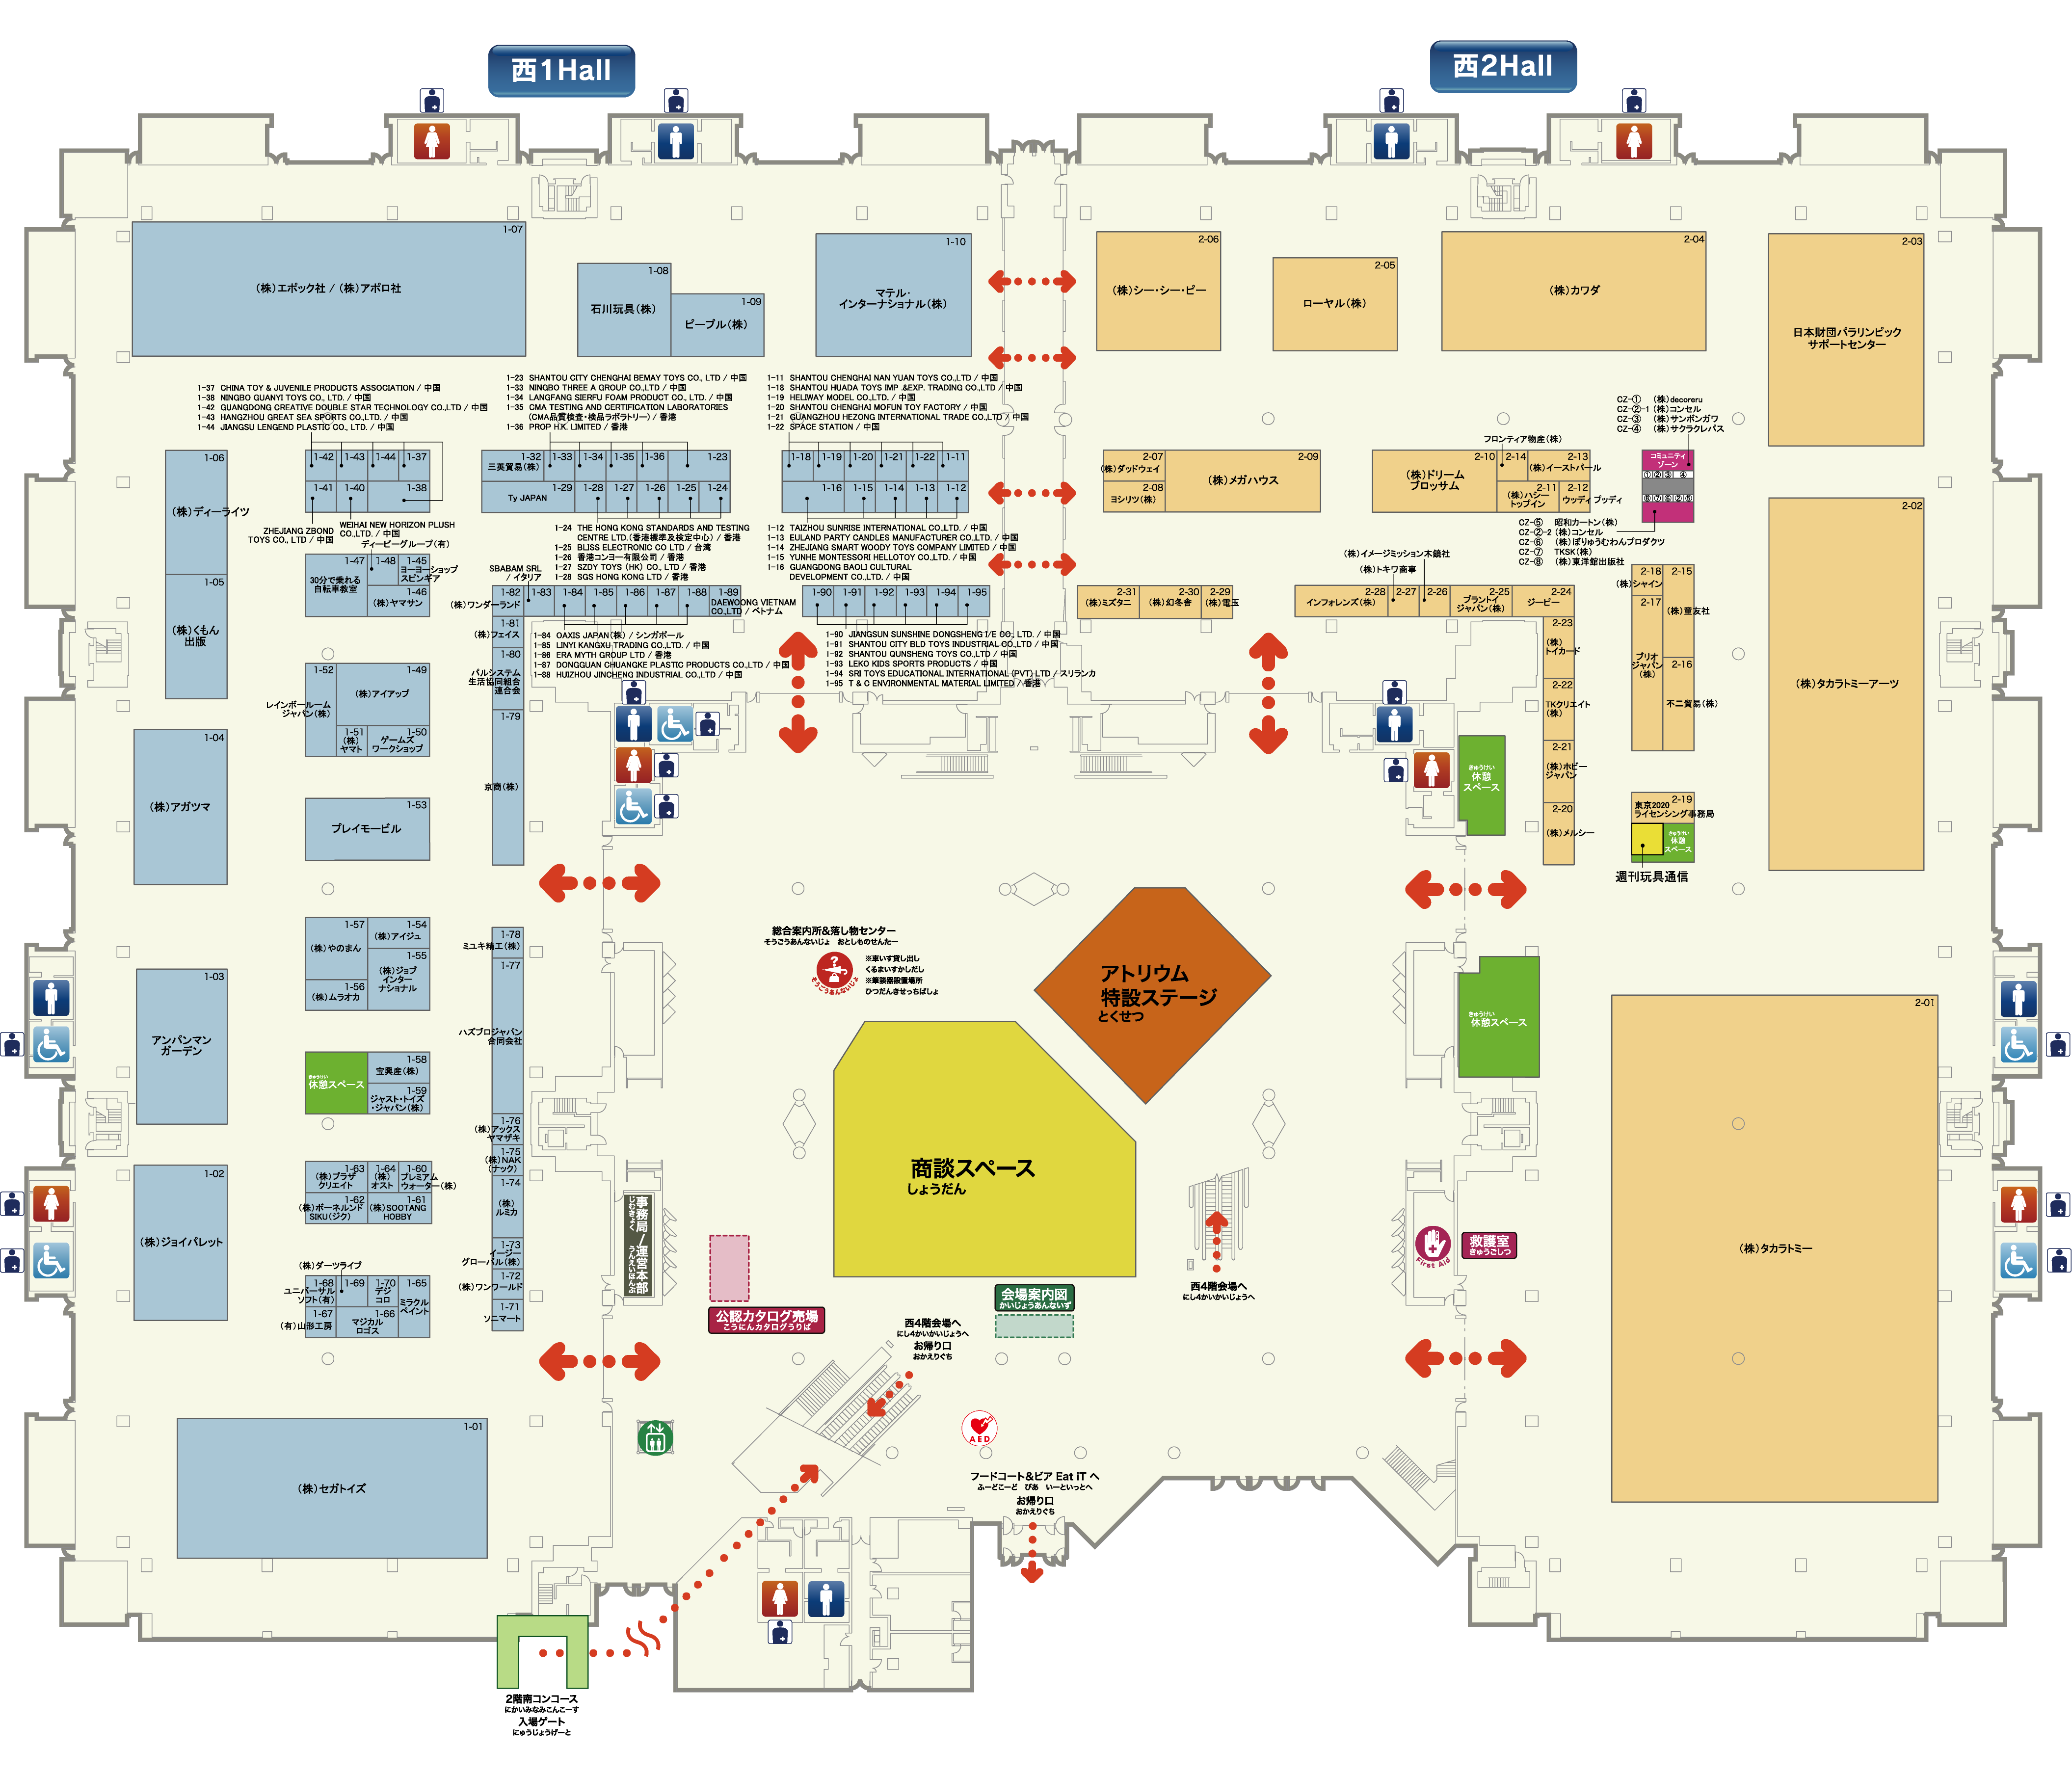 西1Hall
西2Hall
1-07
(株)エポック社 / (株)アポロ社
1-08
石川玩具(株)
1-09
ピープル(株)
1-10
マテル・
インターナショナル(株)
2-06
(株)シー・シー・ピー
2-05
ローヤル(株)
2-04
(株)カワダ
2-03
日本財団パラリンピック
サポートセンター
1-37 CHINA TOY & JUVENILE PRODUCTS ASSOCIATION / 中国
1-38 NINGBO GUANYI TOYS CO., LTD. / 中国
1-42 GUANGDONG CREATIVE DOUBLE STAR TECHNOLOGY CO.,LTD / 中国
1-43 HANGZHOU GREAT SEA SPORTS CO.,LTD. / 中国
1-44 JIANGSU LENGEND PLASTIC CO., LTD. / 中国
1-23 SHANTOU CITY CHENGHAI BEMAY TOYS CO., LTD / 中国
1-33 NINGBO THREE A GROUP CO.,LTD / 中国
1-34 LANGFANG SIERFU FOAM PRODUCT CO., LTD. / 中国
1-35 CMA TESTING AND CERTIFICATION LABORATORIES
(CMA品質検査・検品ラボラトリー) / 香港
1-36 PROP H.K. LIMITED / 香港
1-11 SHANTOU CHENGHAI NAN YUAN TOYS CO.,LTD / 中国
1-18 SHANTOU HUADA TOYS IMP .&EXP. TRADING CO.,LTD / 中国
1-19 HELIWAY MODEL CO.,LTD. / 中国
1-20 SHANTOU CHENGHAI MOFUN TOY FACTORY / 中国
1-21 GUANGZHOU HEZONG INTERNATIONAL TRADE CO.,LTD / 中国
1-22 SPACE STATION / 中国
CZ-① (株)decoreru
CZ-②-1 (株)コンセル
CZ-③ (株)サンポンガワ
CZ-④ (株)サクラクレパス
1-06
(株)ディーライツ
1-42
1-43
1-44
1-37
1-41
1-40
1-38
ZHEJIANG ZBOND
TOYS CO., LTD / 中国
WEIHAI NEW HORIZON PLUSH
CO.,LTD. / 中国
1-32
三英貿易(株)
1-33
1-34
1-35
1-36
1-23
Ty JAPAN
1-29
1-28
1-27
1-26
1-25
1-24
1-18
1-19
1-20
1-21
1-22
1-11
1-16
1-15
1-14
1-13
1-12
2-07
(株)ダッドウェイ
2-08
ヨシリツ(株)
2-09
(株)メガハウス
フロンティア物産(株)
2-10
(株)ドリーム
ブロッサム
2-14
2-13
(株)イーストパール
2-11
(株)ハシー
トップイン
2-12
ウッディ プッディ
コミュニティ
ゾーン
①②③ ④
⑧⑦⑥②⑤
CZ-⑤ 昭和カートン(株)
CZ-②-2 (株)コンセル
CZ-⑥ (株)ぽりゅうむわんプロダクツ
CZ-⑦ TKSK(株)
CZ-⑧ (株)東洋館出版社
2-02
(株)タカラトミーアーツ
1-24 THE HONG KONG STANDARDS AND TESTING
CENTRE LTD.(香港標準及検定中心) / 香港
1-25 BLISS ELECTRONIC CO LTD / 台湾
1-26 香港コンヨー有限公司 / 香港
1-27 SZDY TOYS (HK) CO., LTD / 香港
1-28 SGS HONG KONG LTD / 香港
1-12 TAIZHOU SUNRISE INTERNATIONAL CO.,LTD. / 中国
1-13 EULAND PARTY CANDLES MANUFACTURER CO.,LTD. / 中国
1-14 ZHEJIANG SMART WOODY TOYS COMPANY LIMITED / 中国
1-15 YUNHE MONTESSORI HELLOTOY CO.,LTD. / 中国
1-16 GUANGDONG BAOLI CULTURAL
DEVELOPMENT CO.,LTD. / 中国
ディーピーグループ(有)
1-47
30分で乗れる
自転車教室
1-48
1-45
ヨーヨーショップ
スピンギア
1-46
(株)ヤマサン
1-05
(株)くもん
出版
SBABAM SRL
/ イタリア
1-82
(株)ワンダーランド
1-83
1-84
1-85
1-86
1-87
1-88
1-89
DAEWOONG VIETNAM
CO.,LTD / ベトナム
1-90
1-91
1-92
1-93
1-94
1-95
2-31
(株)ミズタニ
2-30
(株)幻冬舎
2-29
(株)電玉
(株)イメージミッション木鏡社
(株)トキワ商事
2-28
インフォレンズ(株)
2-27
2-26
2-25
プラントイ
ジャパン(株)
2-24
ジーピー
2-18
(株)シャイン
2-15
(株)童友社
2-17
ブリオ
ジャパン
(株)
2-16
不二貿易(株)
1-81
(株)フェイス
1-80
パルシステム
生活協同組合
連合会
1-84 OAXIS JAPAN(株) / シンガポール
1-85 LINYI KANGXU TRADING CO.,LTD. / 中国
1-86 ERA MYTH GROUP LTD / 香港
1-87 DONGGUAN CHUANGKE PLASTIC PRODUCTS CO.,LTD / 中国
1-88 HUIZHOU JINCHENG INDUSTRIAL CO.,LTD / 中国
1-90 JIANGSUN SUNSHINE DONGSHENG I/E CO., LTD. / 中国
1-91 SHANTOU CITY BLD TOYS INDUSTRIAL CO.,LTD / 中国
1-92 SHANTOU QUNSHENG TOYS CO.,LTD / 中国
1-93 LEKO KIDS SPORTS PRODUCTS / 中国
1-94 SRI TOYS EDUCATIONAL INTERNATIONAL (PVT) LTD / スリランカ
1-95 T & C ENVIRONMENTAL MATERIAL LIMITED / 香港
2-23
(株)
トイカード
2-22
TKクリエイト
(株)
2-21
(株)ホビー
ジャパン
2-20
(株)メルシー
1-52
レインボールーム
ジャパン(株)
1-49
(株)アイアップ
1-51
(株)
ヤマト
1-50
ゲームズ
ワークショップ
1-79
京商(株)
1-04
(株)アガツマ
1-53
プレイモービル
きゅうけい
休憩
スペース
2-19
東京2020
ライセンシング事務局
きゅうけい
休憩
スペース
週刊玩具通信
1-57
(株)やのまん
1-54
(株)アイジュ
1-55
(株)ジョブ
インター
ナショナル
1-56
(株)ムラオカ
1-78
ミユキ精工(株)
1-77
ハズブロジャパン
合同会社
総合案内所&落し物センター
そうごうあんないじょ おとしものせんたー
そうごうあんないじょ
※車いす貸し出し
くるまいすかしだし
※筆談器設置場所
ひつだんきせっちばしょ
アトリウム
特設ステージ
とくせつ
きゅうけい
休憩スペース
1-03
アンパンマン
ガーデン
2-01
(株)タカラトミー
きゅうけい
休憩スペース
1-58
宝興産(株)
1-59
ジャスト・トイズ
・ジャパン(株)
1-76
(株)アックス
ヤマザキ
1-75
(株)NAK
(ナック)
1-74
(株)
ルミカ
1-73
イージー
グローバル(株)
1-72
(株)ワンワールド
1-71
ソニマート
1-02
(株)ジョイパレット
1-63
(株)プラザ
クリエイト
1-64
(株)
オスト
1-60
プレミアム
ウォーター(株)
1-62
(株)ボーネルンド
SIKU(ジク)
1-61
(株)SOOTANG
HOBBY
(株)ダーツライブ
1-68
ユニバーサル
ソフト(有)
1-69
1-70
デジ
コロ
1-65
ミラクル
ペイント
1-67
(有)山形工房
1-66
マジカル
ロゴス
商談スペース
しょうだん
事務局/運営本部
じむきょく うんえいほんぶ
公認カタログ売場
こうにんカタログうりば
会場案内図
かいじょうあんないず
西4階会場へ
にし4かいかいじょうへ
救護室
きゅうごしつ
First Aid
西4階会場へ
にし4かいかいじょうへ
お帰り口
おかえりぐち
AED
フードコート&ビア Eat iT へ
ふーどこーど びあ いーといっとへ
お帰り口
おかえりぐち
1-01
(株)セガトイズ
2階南コンコース
にかいみなみこんこーす
入場ゲート
にゅうじょうげーと